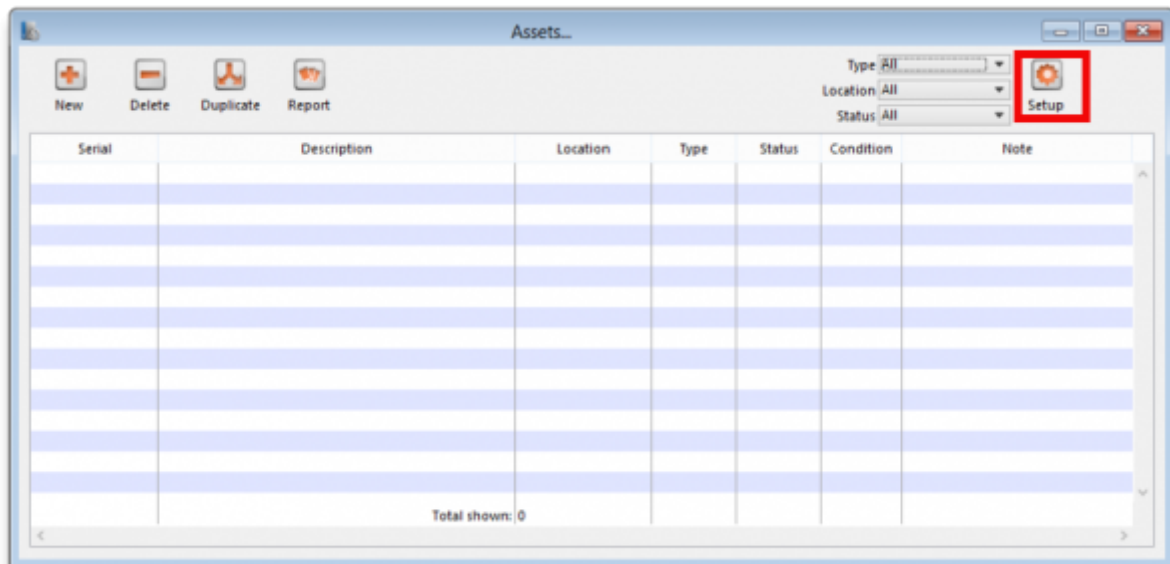 Assets...
New Delete Duplicate Report
Type All
Location All
Status All
Setup
Serial Description Location Type Status Condition Note
Total shown: 0